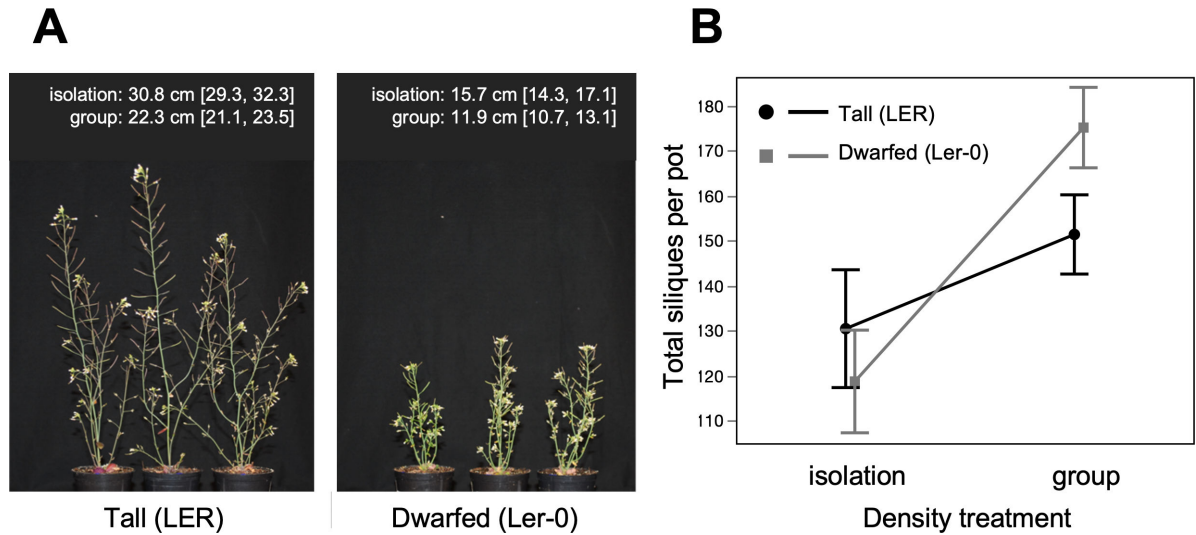 A
isolation: 30.8 cm [29.3, 32.3]
group: 22.3 cm [21.1, 23.5]
isolation: 15.7 cm [14.3, 17.1]
group: 11.9 cm [10.7, 13.1]
Tall (LER)
Dwarfed (Ler-0)
B
Total siliques per pot
180
170
160
150
140
130
120
110
Tall (LER)
Dwarfed (Ler-0)
isolation
group
Density treatment